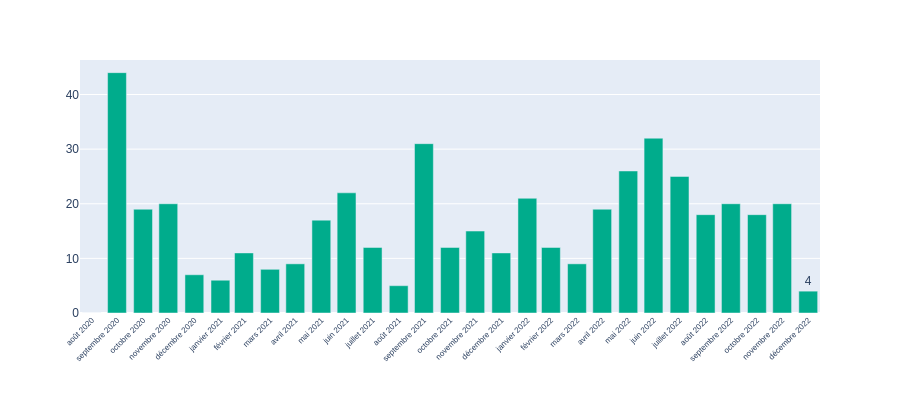 40
30
20
10
0
4
août 2020
septembre 2020
octobre 2020
novembre 2020
décembre 2020
janvier 2021
février 2021
mars 2021
avril 2021
mai 2021
juin 2021
juillet 2021
août 2021
septembre 2021
octobre 2021
novembre 2021
décembre 2021
janvier 2022
février 2022
mars 2022
avril 2022
mai 2022
juin 2022
juillet 2022
août 2022
septembre 2022
octobre 2022
novembre 2022
décembre 2022